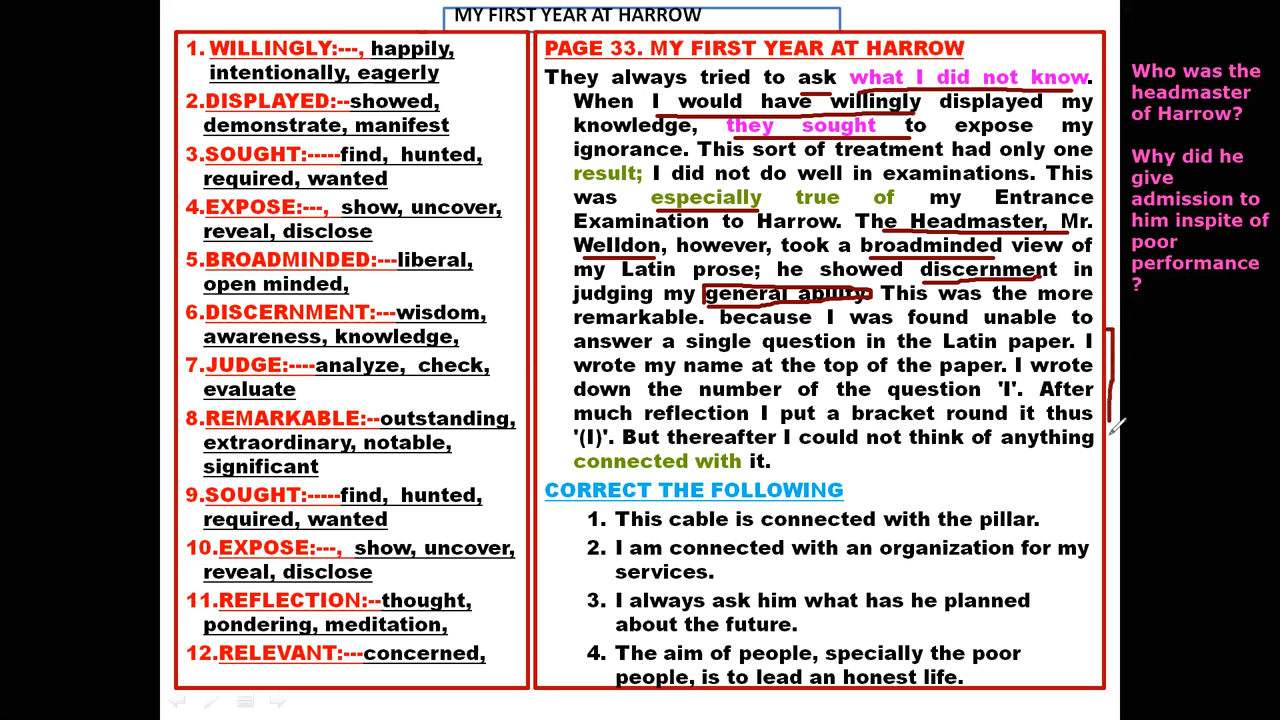 MY FIRST YEAR AT HARROW
1. WILLINGLY:---, happily,
intentionally, eagerly
2.DISPLAYED:--showed,
demonstrate, manifest
3.SOUGHT:-----find, hunted,
required, wanted
4.EXPOSE:---, show, uncover,
reveal, disclose
5.BROADMINDED:---liberal,
open minded,
6.DISCERNMENT:---wisdom,
awareness, knowledge,
7.JUDGE:----analyze, check,
evaluate
8.REMARKABLE:--outstanding,
extraordinary, notable,
significant
9.SOUGHT:-----find, hunted,
required, wanted
10.EXPOSE:---, show, uncover,
reveal, disclose
11.REFLECTION:--thought,
pondering, meditation,
12.RELEVANT:---concerned,
PAGE 33. MY FIRST YEAR AT HARROW
They always tried to ask what I did not know.
When I would have willingly displayed my
knowledge, they sought to expose my
ignorance. This sort of treatment had only one
result; I did not do well in examinations. This
was especially true of my Entrance
Examination to Harrow. The Headmaster, Mr.
Welldon, however, took a broadminded view of
my Latin prose; he showed discernment in
judging my general ability. This was the more
remarkable. because I was found unable to
answer a single question in the Latin paper. I
wrote my name at the top of the paper. I wrote
down the number of the question 'I'. After
much reflection I put a bracket round it thus
'(I)'. But thereafter I could not think of anything
connected with it.
CORRECT THE FOLLOWING
1. This cable is connected with the pillar.
2. I am connected with an organization for my
services.
3. I always ask him what has he planned
about the future.
4. The aim of people, specially the poor
people, is to lead an honest life.
Who was the
headmaster
of Harrow?
Why did he
give
admission to
him inspite of
poor
performance
?